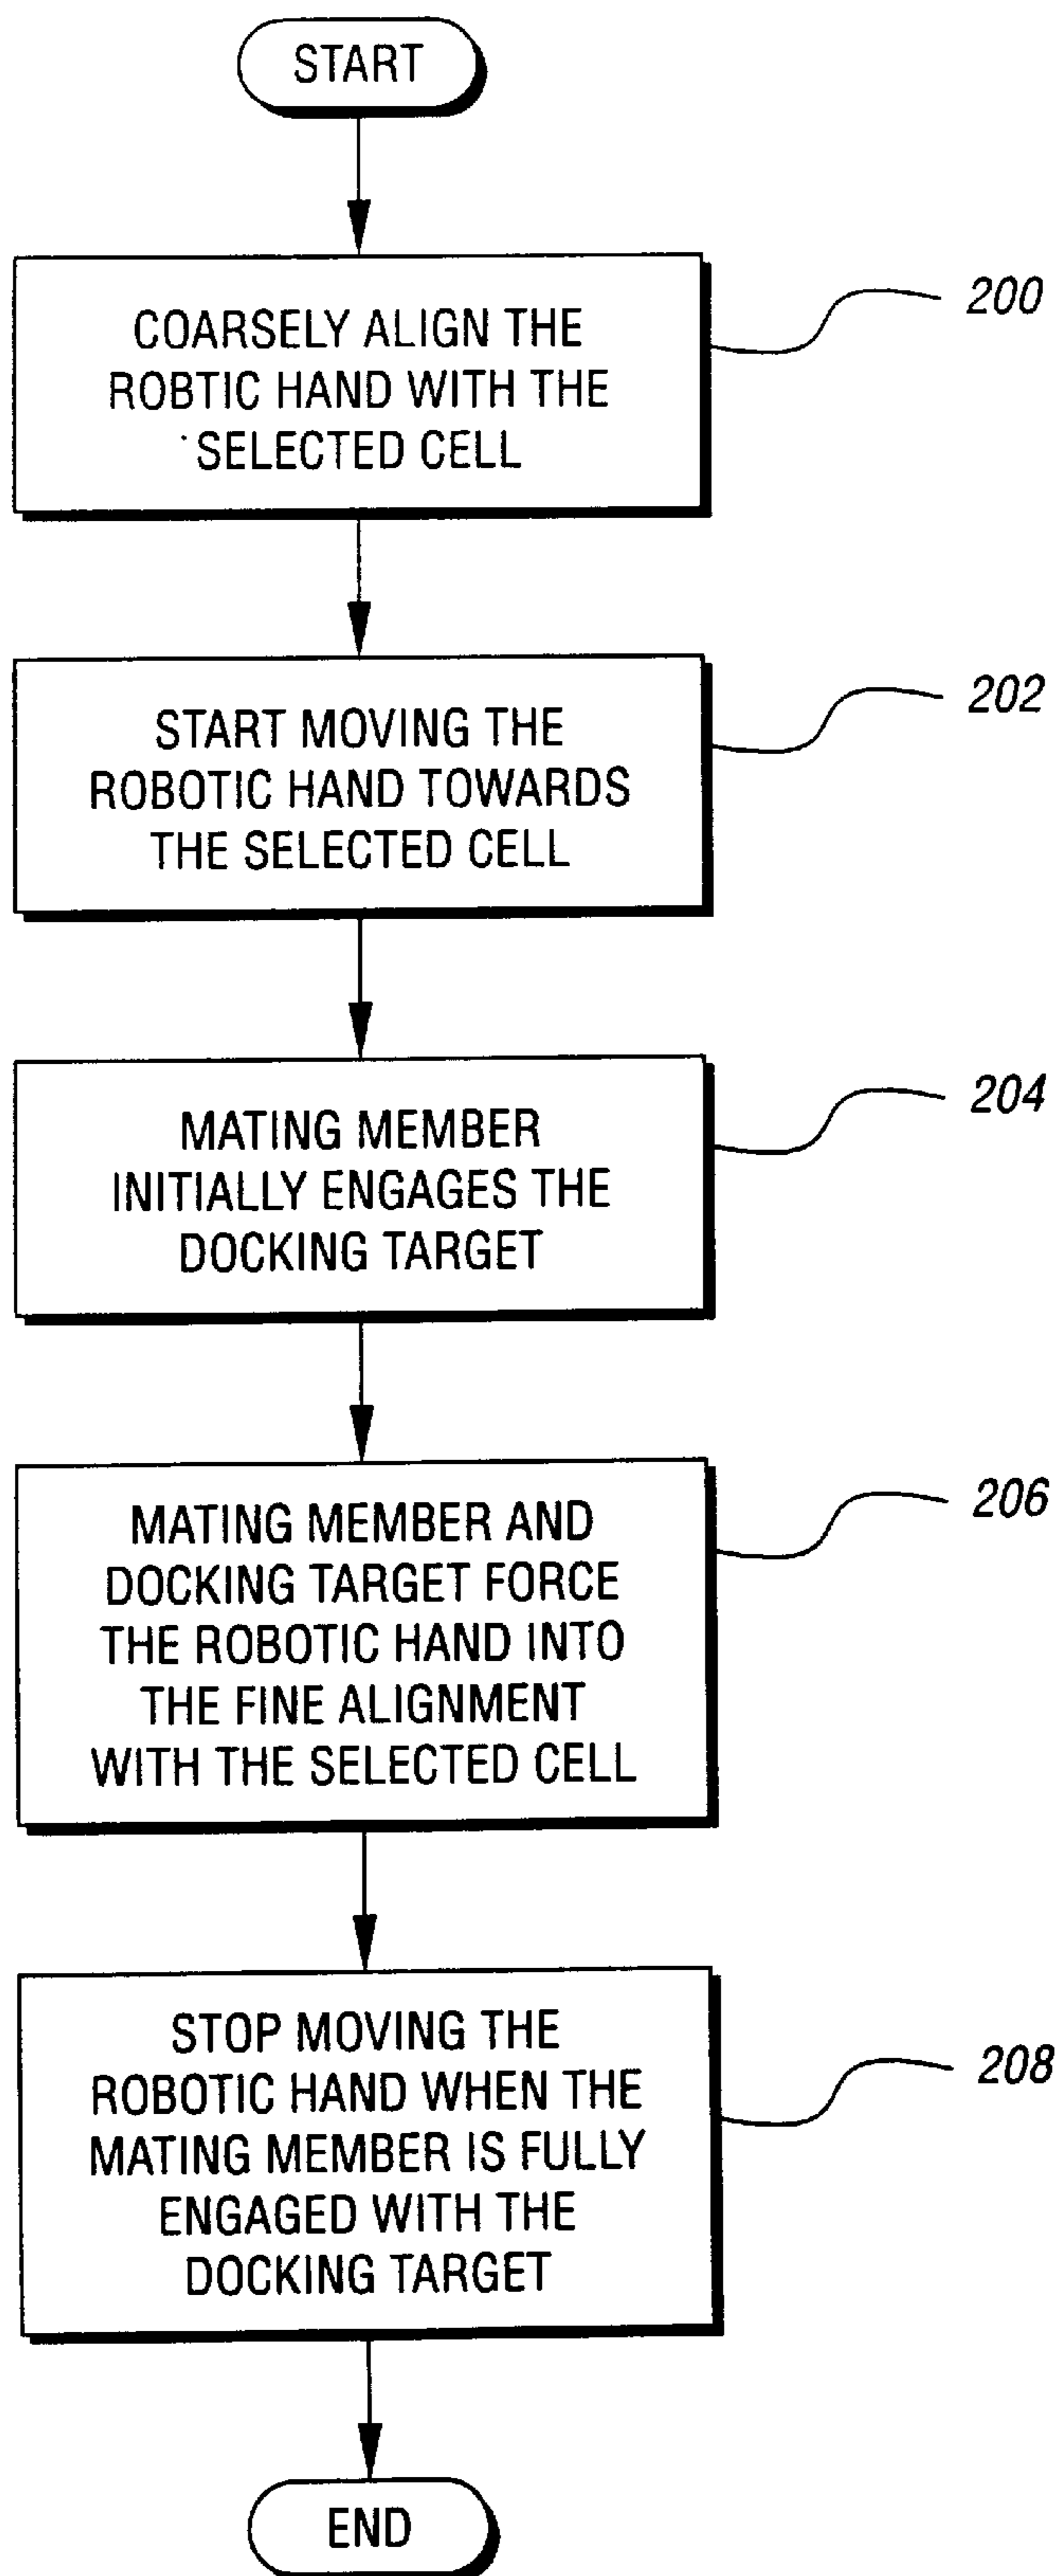 START
COARSELY ALIGN THE
ROBTIC HAND WITH THE
SELECTED CELL
200
START MOVING THE
ROBOTIC HAND TOWARDS
THE SELECTED CELL
202
MATING MEMBER
INITIALLY ENGAGES THE
DOCKING TARGET
204
MATING MEMBER AND
DOCKING TARGET FORCE
THE ROBOTIC HAND INTO
THE FINE ALIGNMENT
WITH THE SELECTED CELL
206
STOP MOVING THE
ROBOTIC HAND WHEN THE
MATING MEMBER IS FULLY
ENGAGED WITH THE
DOCKING TARGET
208
END